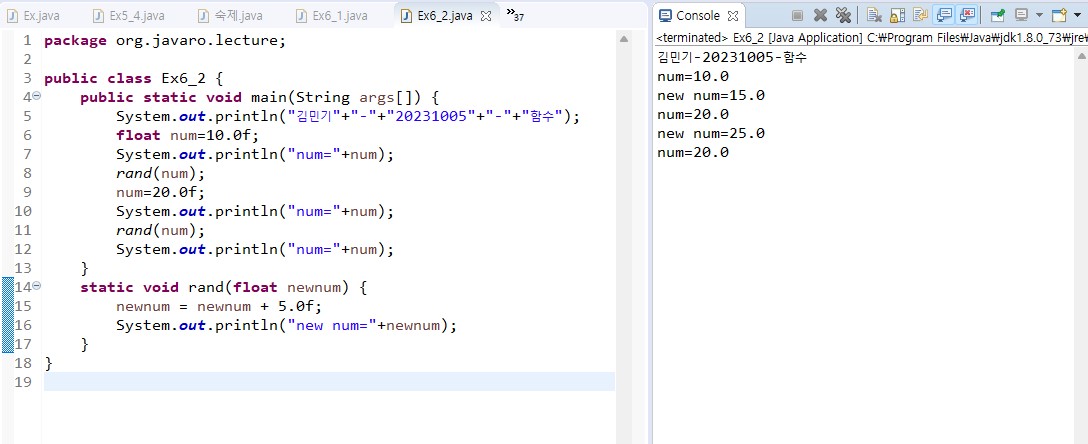 Ex.java Ex5_4.java 숙제.java Ex6_1.java Ex6_2.java »37
1 package org.javaro.lecture;
2
3 public class Ex6_2 {
4 public static void main(String args[]) {
5 System.out.println("김민기"+"-"+"20231005"+"-"+"함수");
6 float num=10.0f;
7 System.out.println("num="+num);
8 rand(num);
9 num=20.0f;
10 System.out.println("num="+num);
11 rand(num);
12 System.out.println("num="+num);
13 }
14 static void rand(float newnum) {
15 newnum = newnum + 5.0f;
16 System.out.println("new num="+newnum);
17 }
18 }
19
Console
<terminated> Ex6_2 [Java Application] C:₩Program Files₩Java₩jdk1.8.0_73₩jre₩
김민기-20231005-함수
num=10.0
new num=15.0
num=20.0
new num=25.0
num=20.0